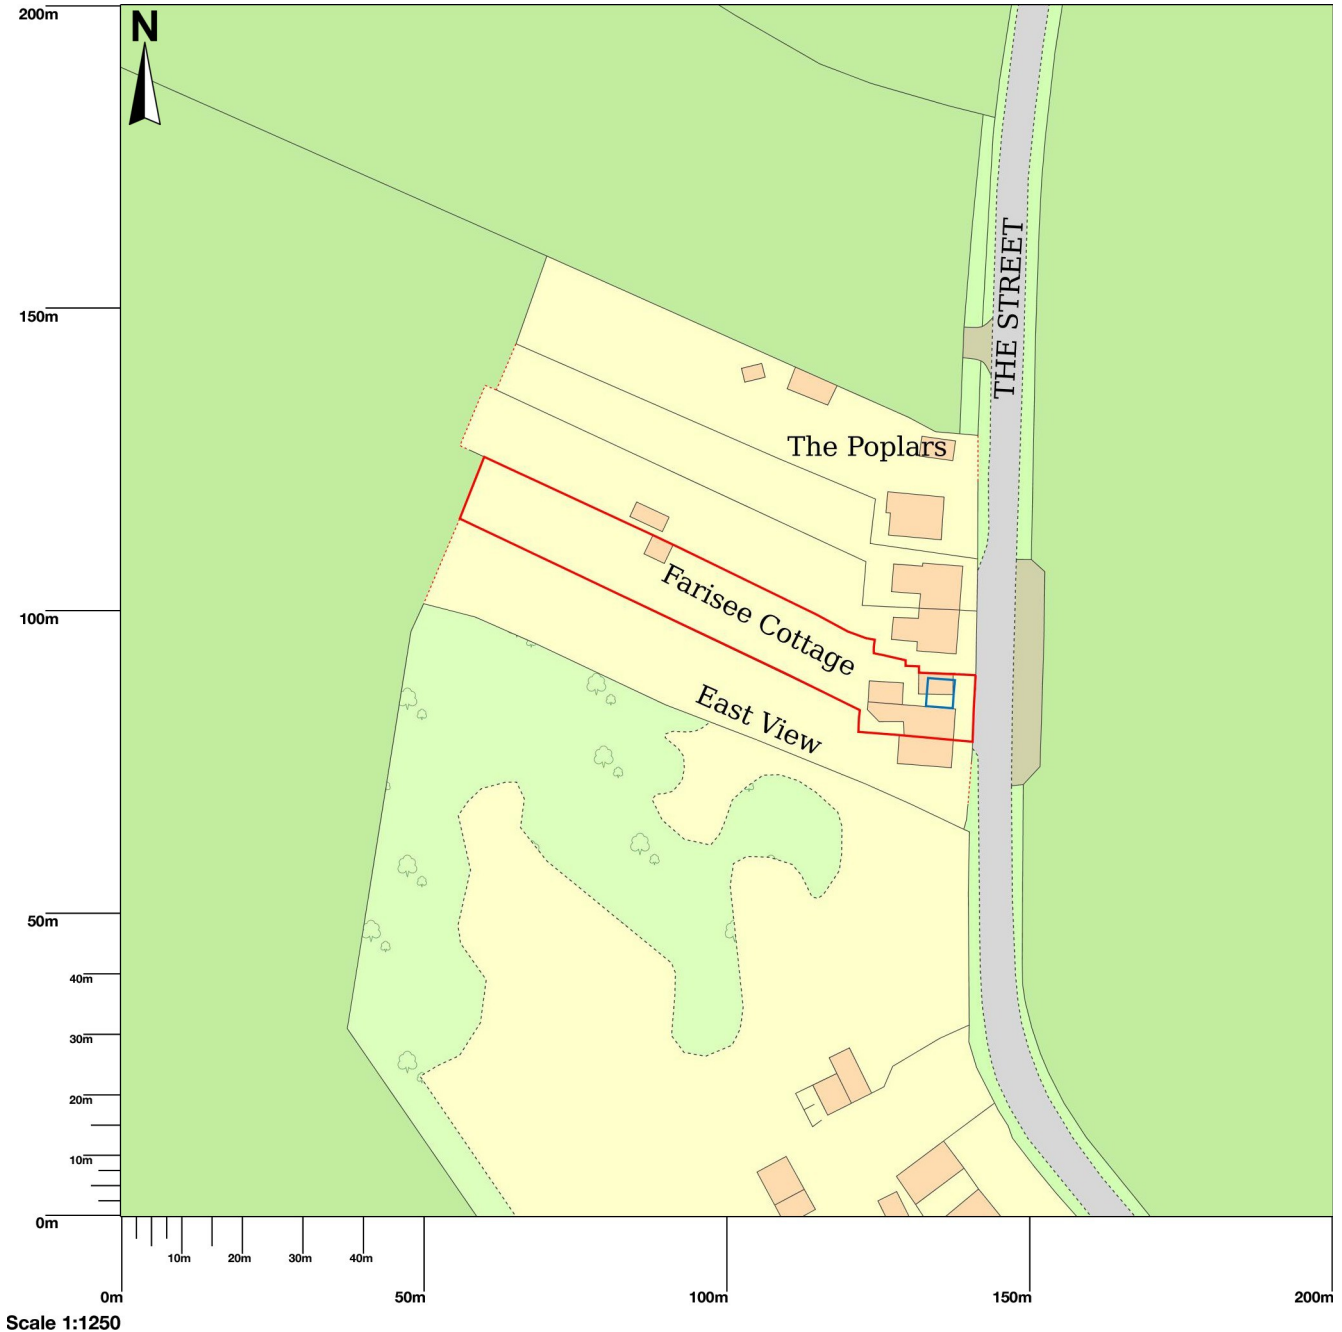 200m
N
THE STREET
150m
The Poplars
100m
Farisee Cottage
East View
50m
40m
30m
20m
10m
0m
10m 20m 30m 40m
0m 50m 100m 150m 200m
Scale 1:1250